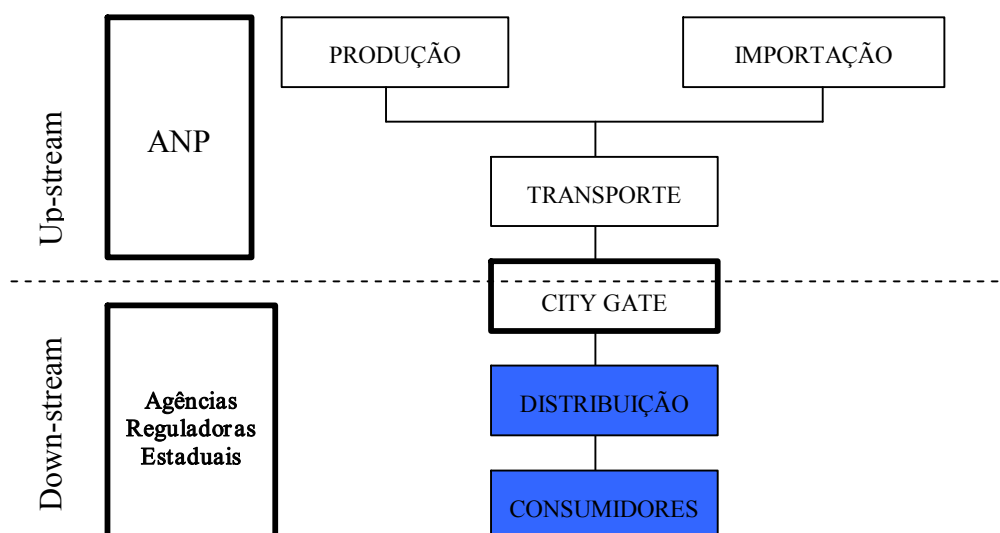 PRODUÇÃO
IMPORTAÇÃO
Up-stream
ANP
TRANSPORTE
CITY GATE
Down-stream
Agências
Reguladoras
Estaduais
DISTRIBUIÇÃO
CONSUMIDORES